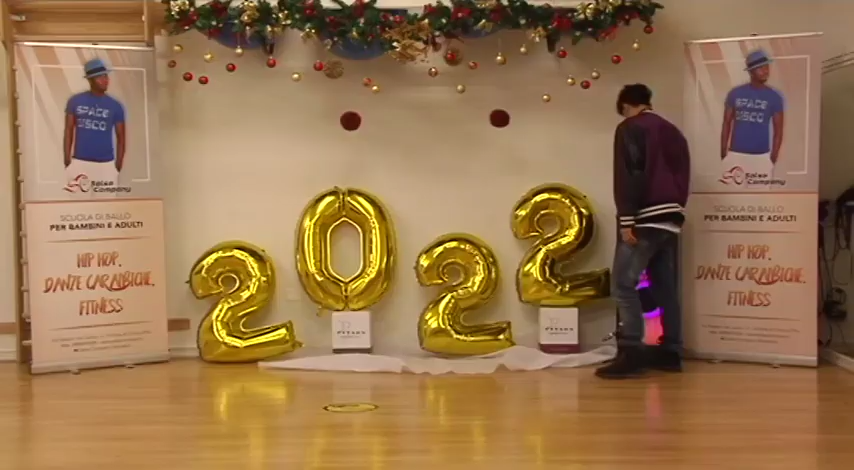 SPACE
DISCO
Salsa
Company
SCUOLA DI BALLO
PER BAMBINI E ADULTI
HIP HOP,
DANZE CARAIBICHE,
FITNESS
2022
SPACE
DISCO
Salsa
Company
SCUOLA DI BALLO
PER BAMBINI E ADULTI
HIP HOP,
DANZE CARAIBICHE,
FITNESS